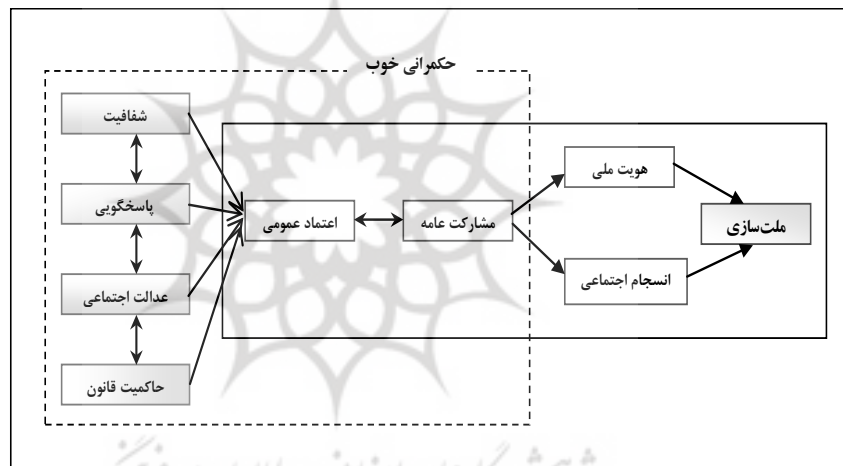 حکمرانی خوب
شفافیت
پاسخگویی
عدالت اجتماعی
حاکمیت قانون
اعتماد عمومی
مشارکت عامه
هویت ملی
انسجام اجتماعی
ملت‌سازی